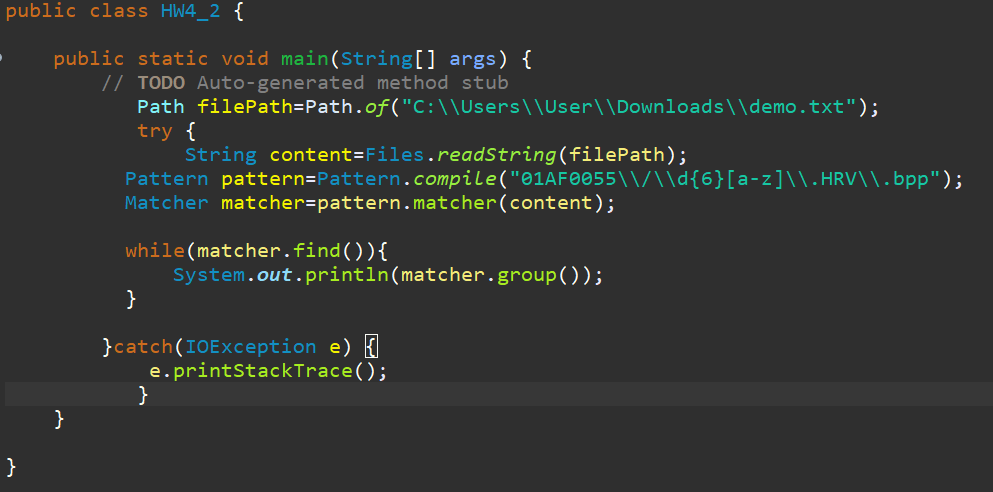 public class HW4_2 {
public static void main(String[] args) {
// TODO Auto-generated method stub
Path filePath=Path.of("C:\\Users\\User\\Downloads\\demo.txt");
try {
String content=Files.readString(filePath);
Pattern pattern=Pattern.compile("01AF0055\\/\\d{6}[a-z]\\.HRV\\.bpp");
Matcher matcher=pattern.matcher(content);
while(matcher.find()){
System.out.println(matcher.group());
}
}catch(IOException e) {
e.printStackTrace();
}
}
}